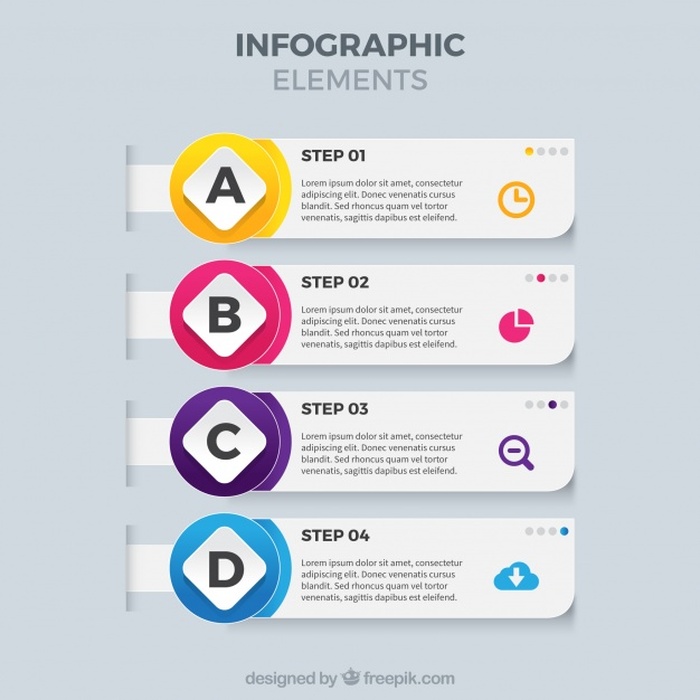 INFOGRAPHIC
ELEMENTS
A
STEP 01
Lorem ipsum dolor sit amet, consectetur
adipiscing elit. Donec venenatis commodo
blandit. Sed rhoncus quam vel tortor
venenatis, sagittis dapibus est eleifend.
B
STEP 02
Lorem ipsum dolor sit amet, consectetur
adipiscing elit. Donec venenatis commodo
blandit. Sed rhoncus quam vel tortor
venenatis, sagittis dapibus est eleifend.
C
STEP 03
Lorem ipsum dolor sit amet, consectetur
adipiscing elit. Donec venenatis commodo
blandit. Sed rhoncus quam vel tortor
venenatis, sagittis dapibus est eleifend.
D
STEP 04
Lorem ipsum dolor sit amet, consectetur
adipiscing elit. Donec venenatis commodo
blandit. Sed rhoncus quam vel tortor
venenatis, sagittis dapibus est eleifend.
designed by freepik.com